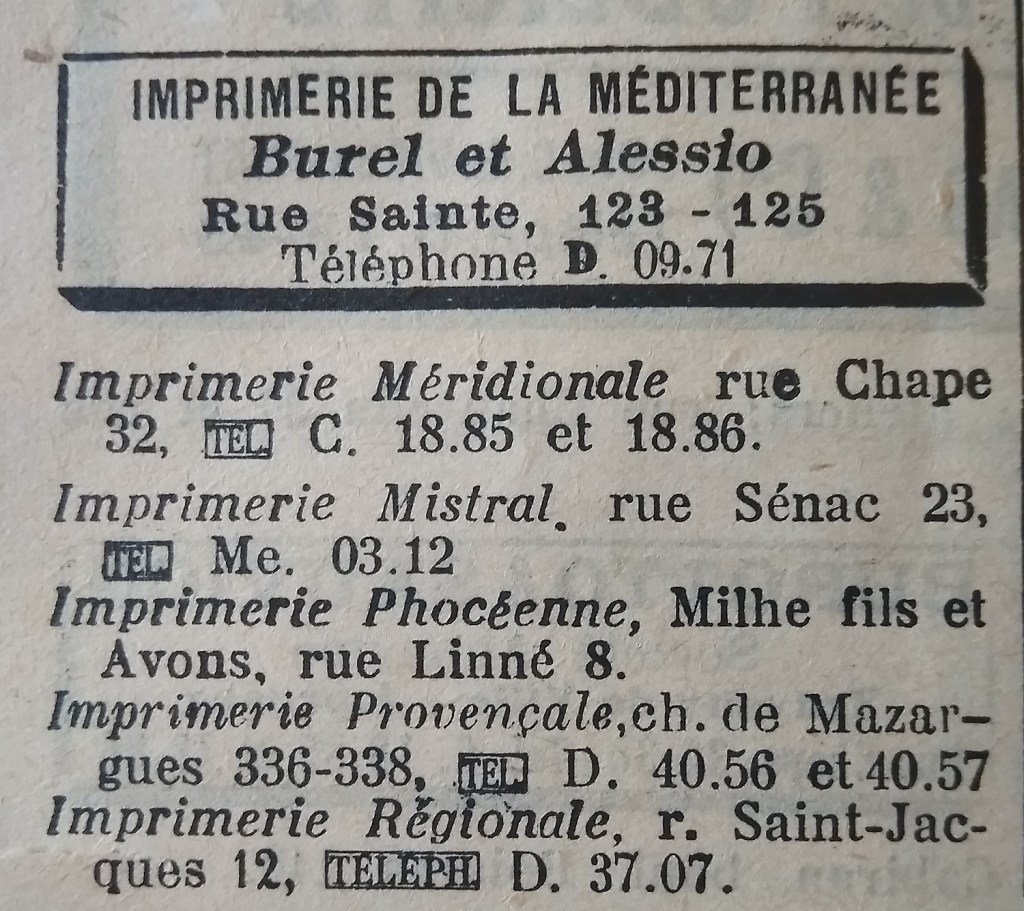 IMPRIMERIE DE LA MÉDITERRANÉE
Burel et Alessio
Rue Sainte, 123 - 125
Téléphone D. 09.71
Imprimerie Méridionale rue Chape
32, TEL. C. 18.85 et 18.86.
Imprimerie Mistral. rue Sénac 23,
TEL. Me. 03.12
Imprimerie Phocéenne, Milhe fils et
Avons, rue Linné 8.
Imprimerie Provençale, ch. de Mazar-
gues 336-338, TEL. D. 40.56 et 40.57
Imprimerie Régionale, r. Saint-Jac-
ques 12, TELEPH. D. 37.07.